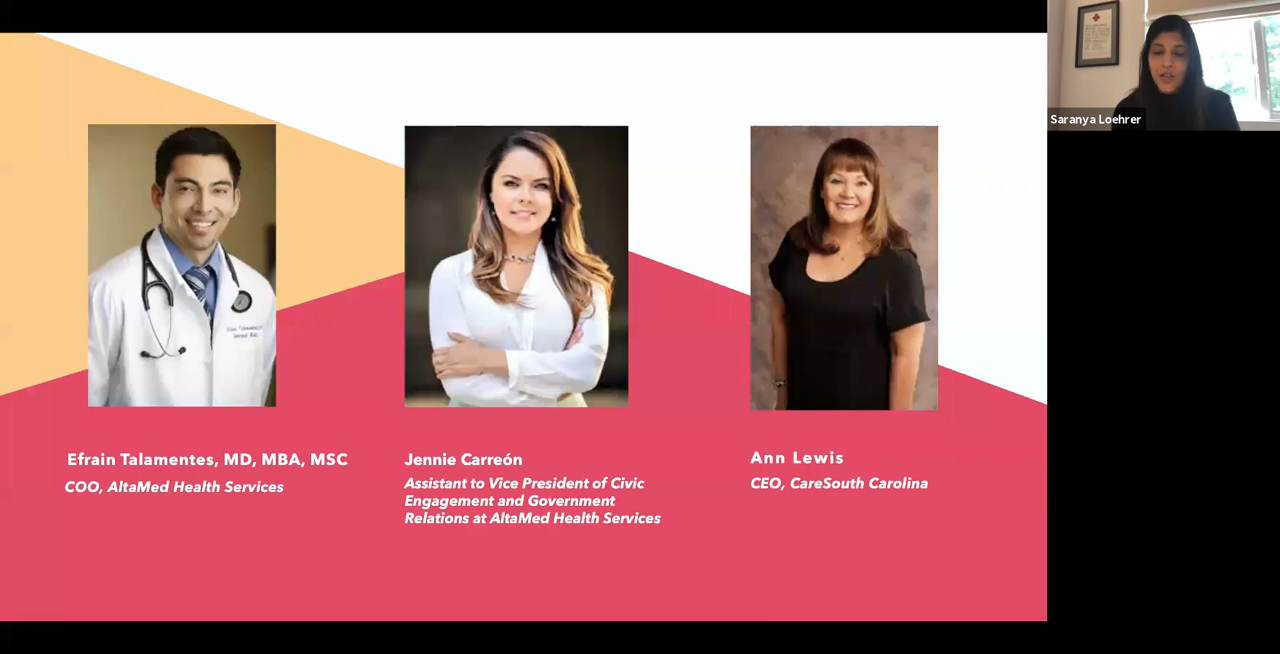 Saranya Loehrer
Efrain Talamentes, MD, MBA, MSC
COO, AltaMed Health Services
Jennie Carreón
Assistant to Vice President of Civic
Engagement and Government
Relations at AltaMed Health Services
Ann Lewis
CEO, CareSouth Carolina